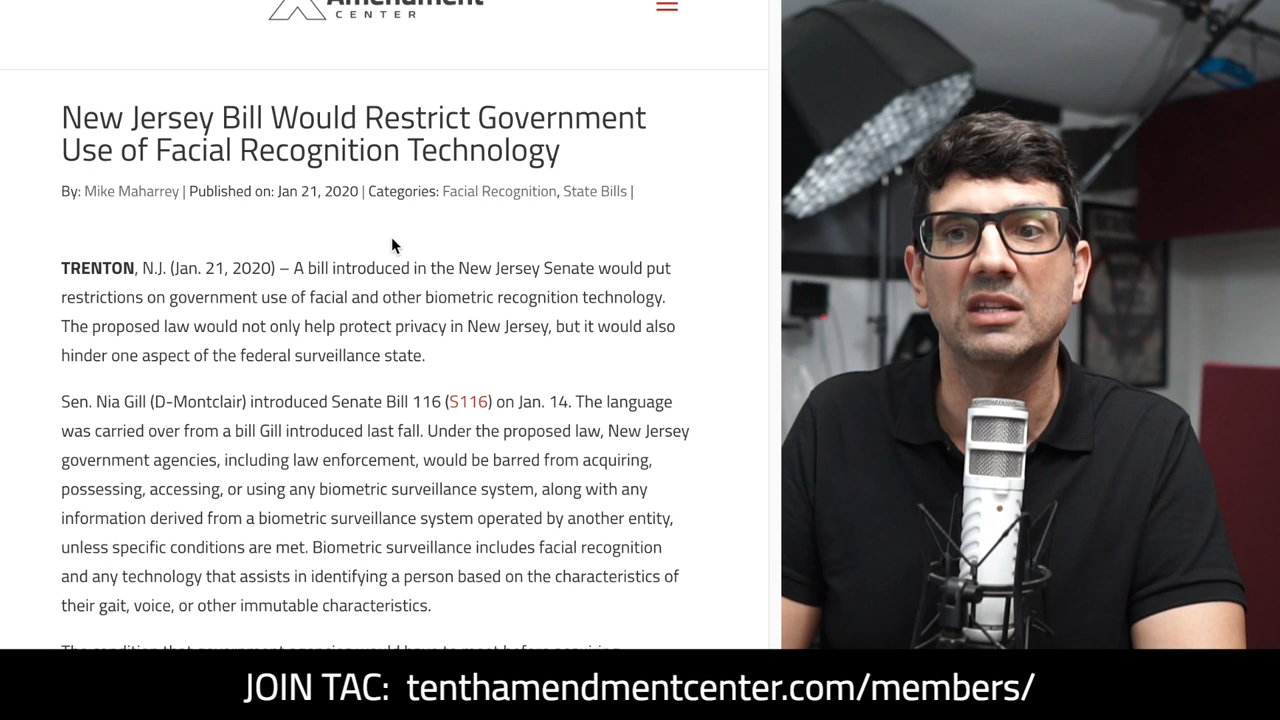 Amendment
CENTER
New Jersey Bill Would Restrict Government
Use of Facial Recognition Technology
By: Mike Maharrey | Published on: Jan 21, 2020 | Categories: Facial Recognition, State Bills |
TRENTON, N.J. (Jan. 21, 2020) – A bill introduced in the New Jersey Senate would put
restrictions on government use of facial and other biometric recognition technology.
The proposed law would not only help protect privacy in New Jersey, but it would also
hinder one aspect of the federal surveillance state.
Sen. Nia Gill (D-Montclair) introduced Senate Bill 116 (S116) on Jan. 14. The language
was carried over from a bill Gill introduced last fall. Under the proposed law, New Jersey
government agencies, including law enforcement, would be barred from acquiring,
possessing, accessing, or using any biometric surveillance system, along with any
information derived from a biometric surveillance system operated by another entity,
unless specific conditions are met. Biometric surveillance includes facial recognition
and any technology that assists in identifying a person based on the characteristics of
their gait, voice, or other immutable characteristics.
JOIN TAC: tenthamendmentcenter.com/members/